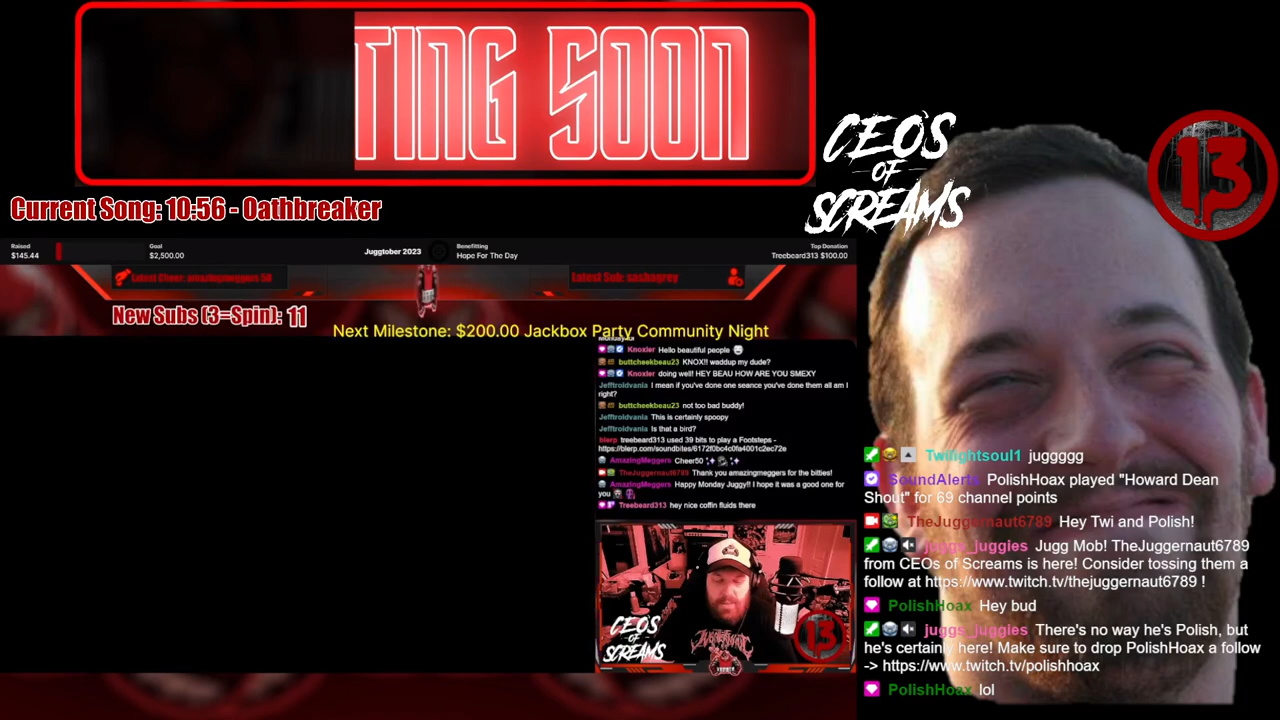 TING SOON
CEO'S
OF
SCREAMS
13
Current Song: 10:56 - Oathbreaker
Raised
$145.44
Goal
$2,500.00
Juggtober 2023
Benefitting
Hope For The Day
Top Donation
Treebeard313 $100.00
Latest Cheer: amazingmeggers 50
Latest Sub: sashagrey
New Subs (3=Spin): 11
Next Milestone: $200.00 Jackbox Party Community Night
Knoxler Hello beautiful people
buttcheekbeau23 KNOX!! waddup my dude?
Knoxler doing well! HEY BEAU HOW ARE YOU SMEXY
Jefftroldvania I mean if you've done one seance you've done them all am I
right?
buttcheekbeau23 not too bad buddy!
Jefftroldvania This is certainly spoopy
Jefftroldvania Is that a bird?
blerp treebeard313 used 39 bits to play a Footsteps -
https://blerp.com/soundbites/6172f0bc4c0fa4001c2ec72e
AmazingMeggers Cheer50
TheJuggernaut6789 Thank you amazingmeggers for the bitties!
AmazingMeggers Happy Monday Juggy!! I hope it was a good one for
you
Treebeard313 hey nice coffin fluids there
CEOS
OF
SCREAMS
13
Twilightsoul1 juggggg
SoundAlerts PolishHoax played "Howard Dean
Shout" for 69 channel points
TheJuggernaut6789 Hey Twi and Polish!
juggs_juggies Jugg Mob! TheJuggernaut6789
from CEOs of Screams is here! Consider tossing them a
follow at https://www.twitch.tv/thejuggernaut6789 !
PolishHoax Hey bud
juggs_juggies There's no way he's Polish, but
he's certainly here! Make sure to drop PolishHoax a follow
-> https://www.twitch.tv/polishhoax
PolishHoax lol